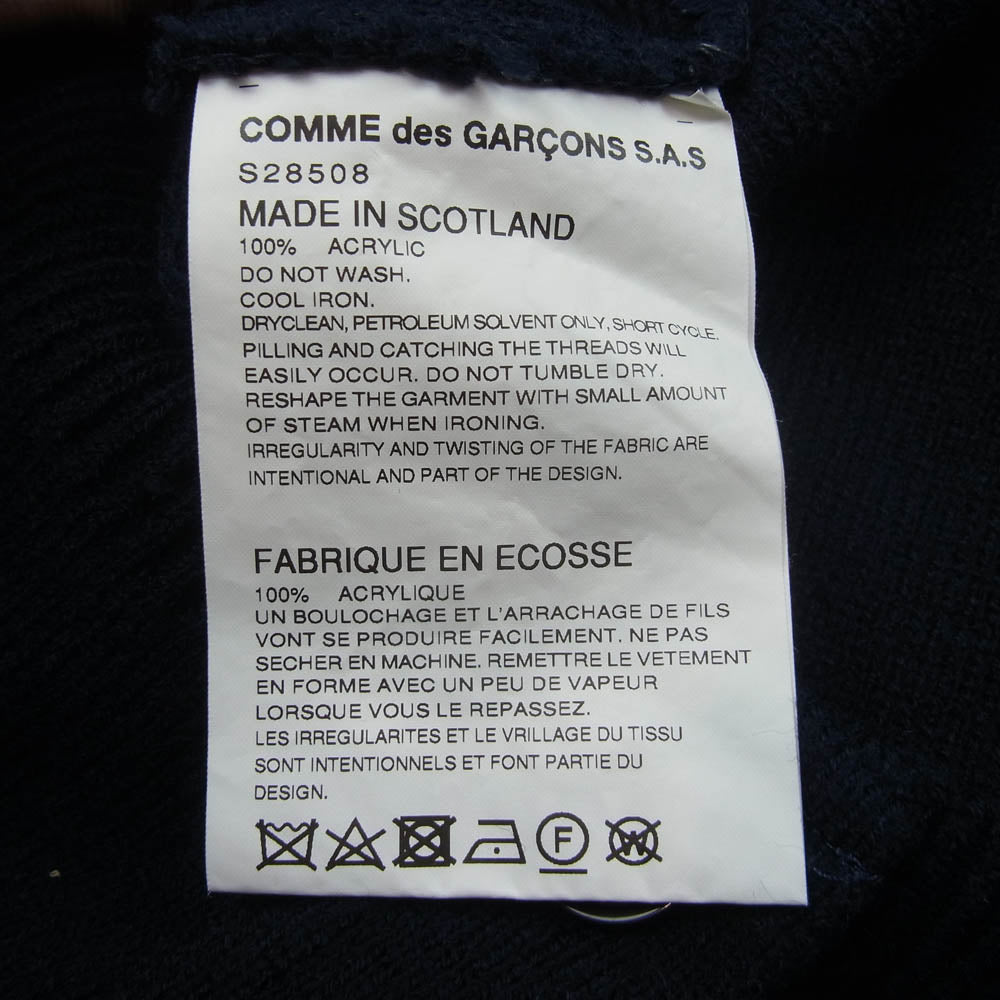 COMME des GARÇONS S.A.S
S28508
MADE IN SCOTLAND
100% ACRYLIC
DO NOT WASH.
COOL IRON.
DRYCLEAN, PETROLEUM SOLVENT ONLY, SHORT CYCLE.
PILLING AND CATCHING THE THREADS WILL
EASILY OCCUR. DO NOT TUMBLE DRY.
RESHAPE THE GARMENT WITH SMALL AMOUNT
OF STEAM WHEN IRONING.
IRREGULARITY AND TWISTING OF THE FABRIC ARE
INTENTIONAL AND PART OF THE DESIGN.
FABRIQUE EN ECOSSE
100% ACRYLIQUE
UN BOULOCHAGE ET L'ARRACHAGE DE FILS
VONT SE PRODUIRE FACILEMENT. NE PAS
SECHER EN MACHINE. REMETTRE LE VETEMENT
EN FORME AVEC UN PEU DE VAPEUR
LORSQUE VOUS LE REPASSEZ.
LES IRREGULARITES ET LE VRILLAGE DU TISSU
SONT INTENTIONNELS ET FONT PARTIE DU
DESIGN.
F W